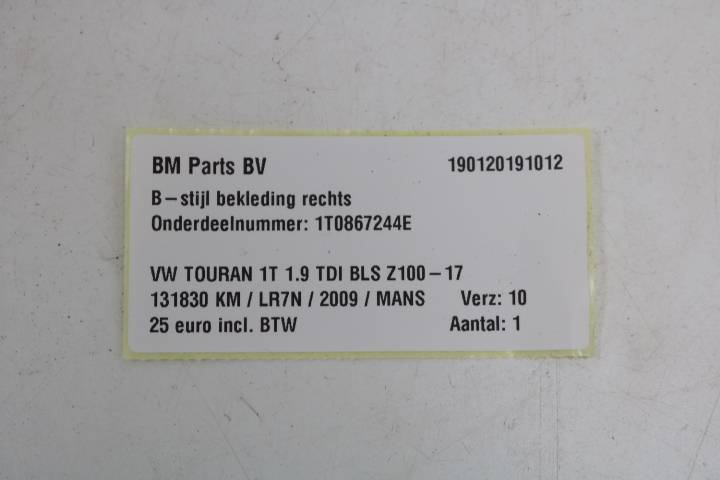 BM Parts BV 190120191012
B-stijl bekleding rechts
Onderdeelnummer: 1T0867244E
VW TOURAN 1T 1.9 TDI BLS Z100-17
131830 KM / LR7N / 2009 / MANS Verz: 10
25 euro incl. BTW Aantal: 1